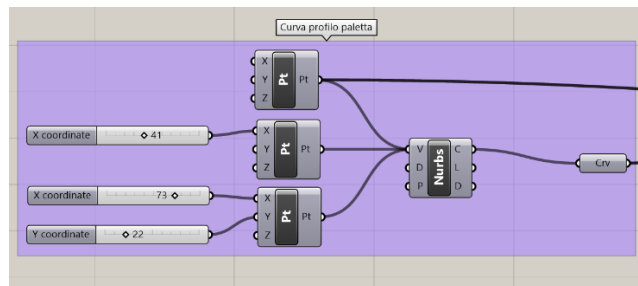 Curva profilo paletta
X
Y
Z
Pt
Pt
X coordinate
41
X
Y
Z
Pt
Pt
V
D
P
Nurbs
C
L
D
Crv
X coordinate
73
X
Y
Z
Pt
Pt
Y coordinate
22